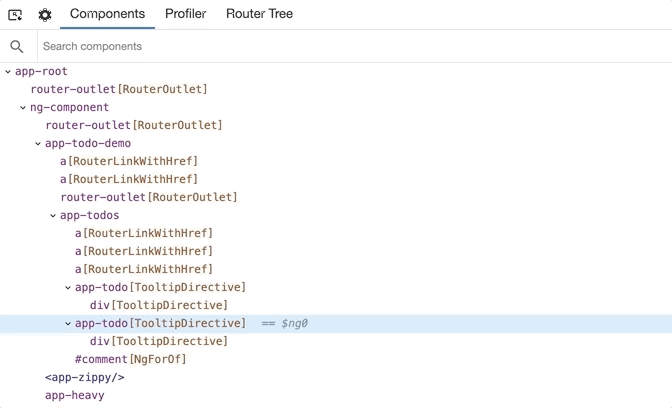 Components Profiler Router Tree
Search components
app-root
router-outlet[RouterOutlet]
ng-component
router-outlet[RouterOutlet]
app-todo-demo
a[RouterLinkWithHref]
a[RouterLinkWithHref]
router-outlet[RouterOutlet]
app-todos
a[RouterLinkWithHref]
a[RouterLinkWithHref]
a[RouterLinkWithHref]
app-todo[TooltipDirective]
div[TooltipDirective]
app-todo[TooltipDirective] == $ng0
div[TooltipDirective]
#comment[NgForOf]
<app-zippy/>
app-heavy